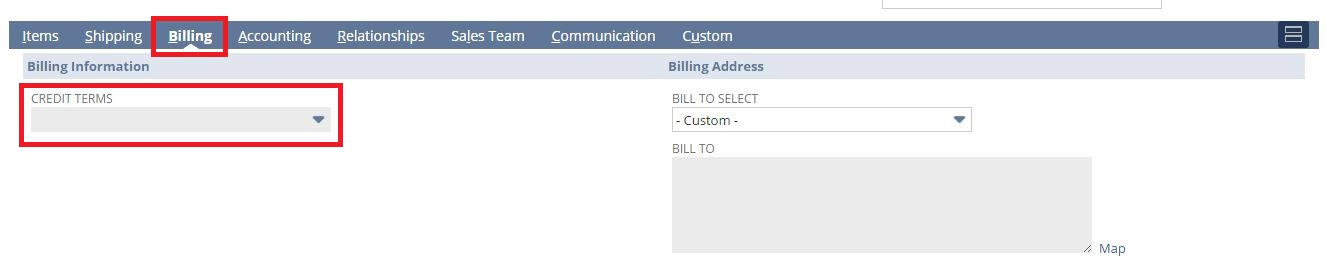 Items Shipping Billing Accounting Relationships Sales Team Communication Custom
Billing Information Billing Address
CREDIT TERMS BILL TO SELECT
- Custom -
BILL TO
Map